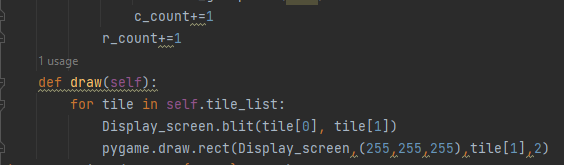 c_count+=1
r_count+=1
1 usage
def draw(self):
for tile in self.tile_list:
Display_screen.blit(tile[0], tile[1])
pygame.draw.rect(Display_screen,(255,255,255),tile[1],2)